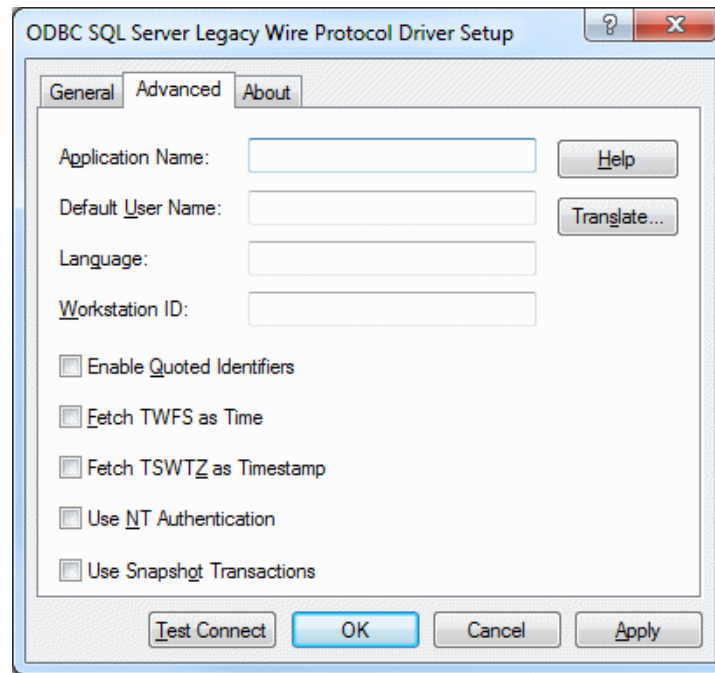 ODBC SQL Server Legacy Wire Protocol Driver Setup ? X
General Advanced About
Application Name: Help
Default User Name: Translate...
Language:
Workstation ID:
Enable Quoted Identifiers
Fetch TWFS as Time
Fetch TSWTZ as Timestamp
Use NT Authentication
Use Snapshot Transactions
Test Connect OK Cancel Apply